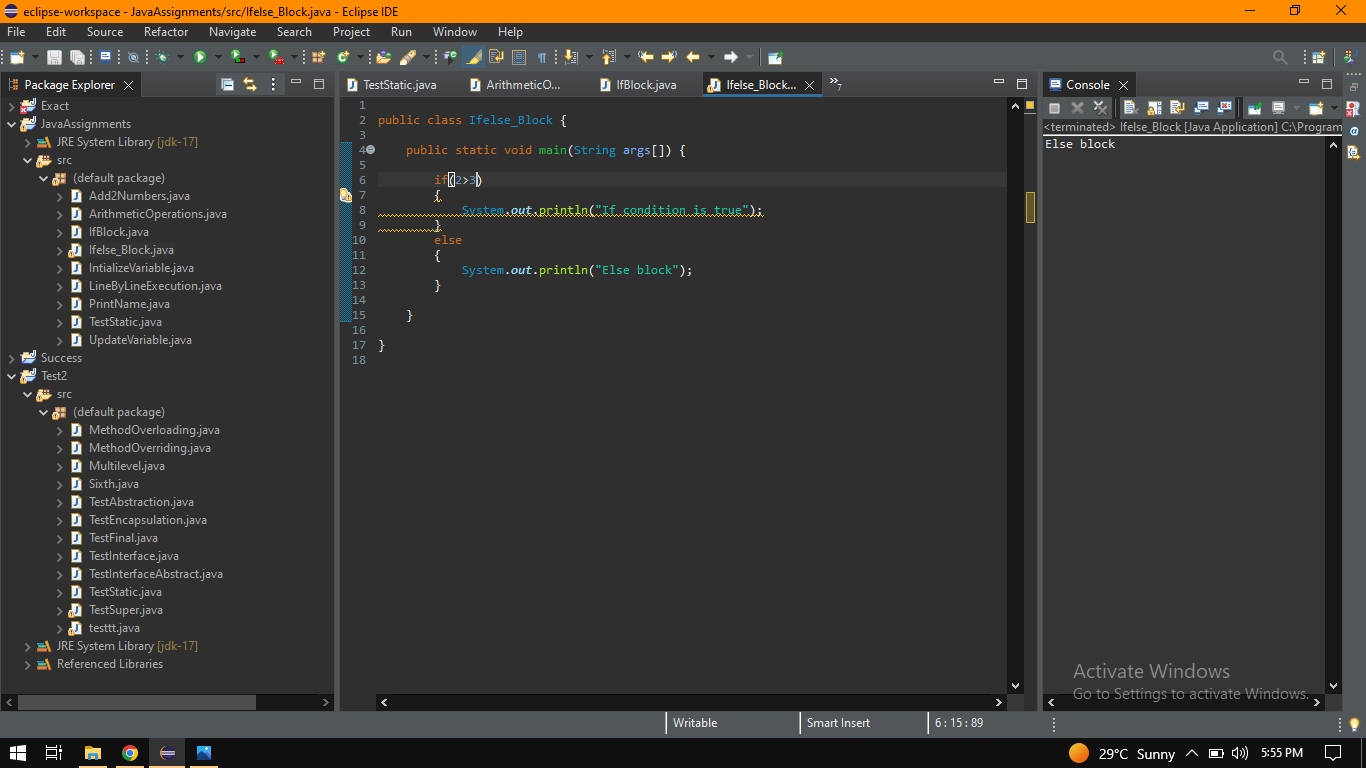 eclipse-workspace - JavaAssignments/src/Ifelse_Block.java - Eclipse IDE
File Edit Source Refactor Navigate Search Project Run Window Help
Package Explorer
Exact
JavaAssignments
JRE System Library [jdk-17]
src
(default package)
Add2Numbers.java
ArithmeticOperations.java
IfBlock.java
Ifelse_Block.java
IntializeVariable.java
LineByLineExecution.java
PrintName.java
TestStatic.java
UpdateVariable.java
Success
Test2
src
(default package)
MethodOverloading.java
MethodOverriding.java
Multilevel.java
Sixth.java
TestAbstraction.java
TestEncapsulation.java
TestFinal.java
TestInterface.java
TestInterfaceAbstract.java
TestStatic.java
TestSuper.java
testtt.java
JRE System Library [jdk-17]
Referenced Libraries
TestStatic.java ArithmeticO... IfBlock.java Ifelse_Block... »7
1
2 public class Ifelse_Block {
3
4 public static void main(String args[]) {
5
6 if(2>3)
7 {
8 System.out.println("If condition is true");
9 }
10 else
11 {
12 System.out.println("Else block");
13 }
14
15 }
16
17 }
18
Console
<terminated> Ifelse_Block [Java Application] C:\Program
Else block
Activate Windows
Go to Settings to activate Windows.
Writable Smart Insert 6 : 15 : 89
29°C Sunny 5:55 PM